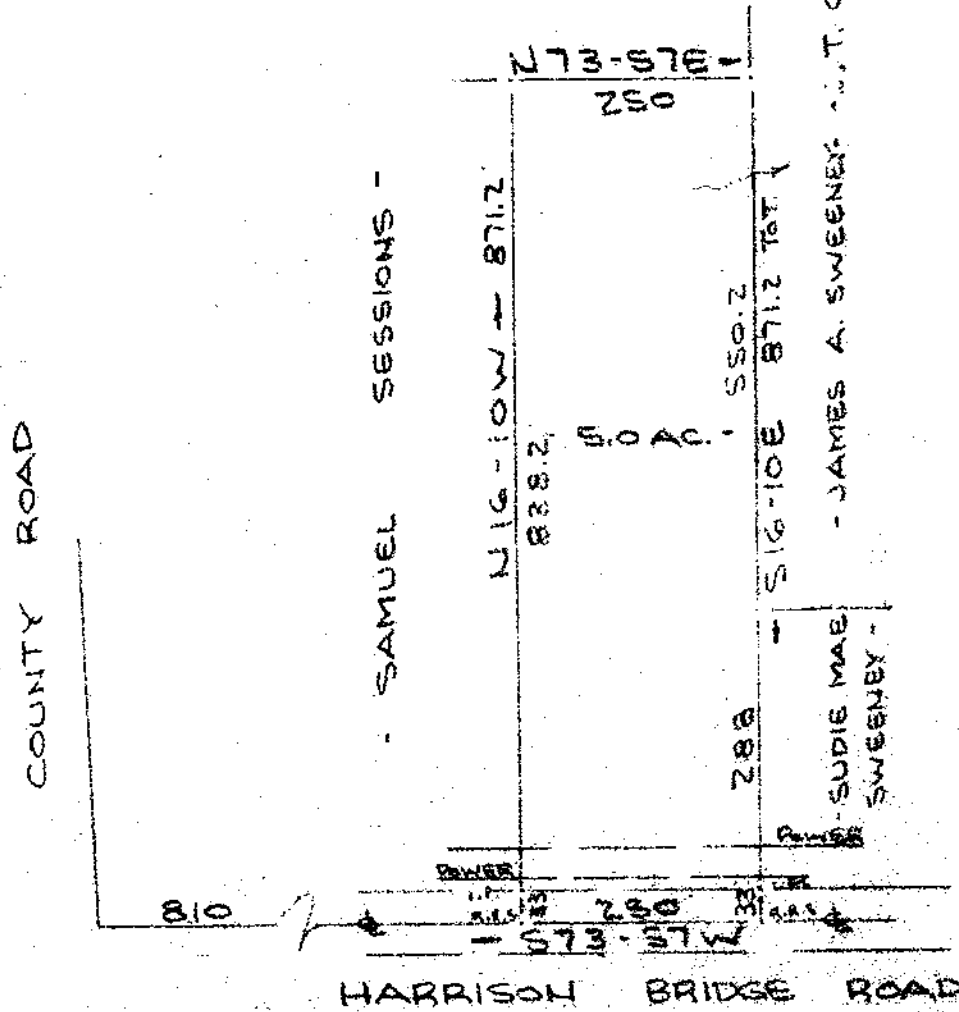 N73-57E-
250
- JAMES A. SWEENEY -
- SAMUEL SESSIONS -
N16-10W - 871.2
838.2
550.2
S16-10E 871.2 TOT.
5.0 AC. -
COUNTY ROAD
288
- SUDIE MAE
SWEENEY -
POWER
POWER
I.P.
R.R.S
33
250
33
R.R.S
810
- S73-57W
HARRISON BRIDGE ROAD